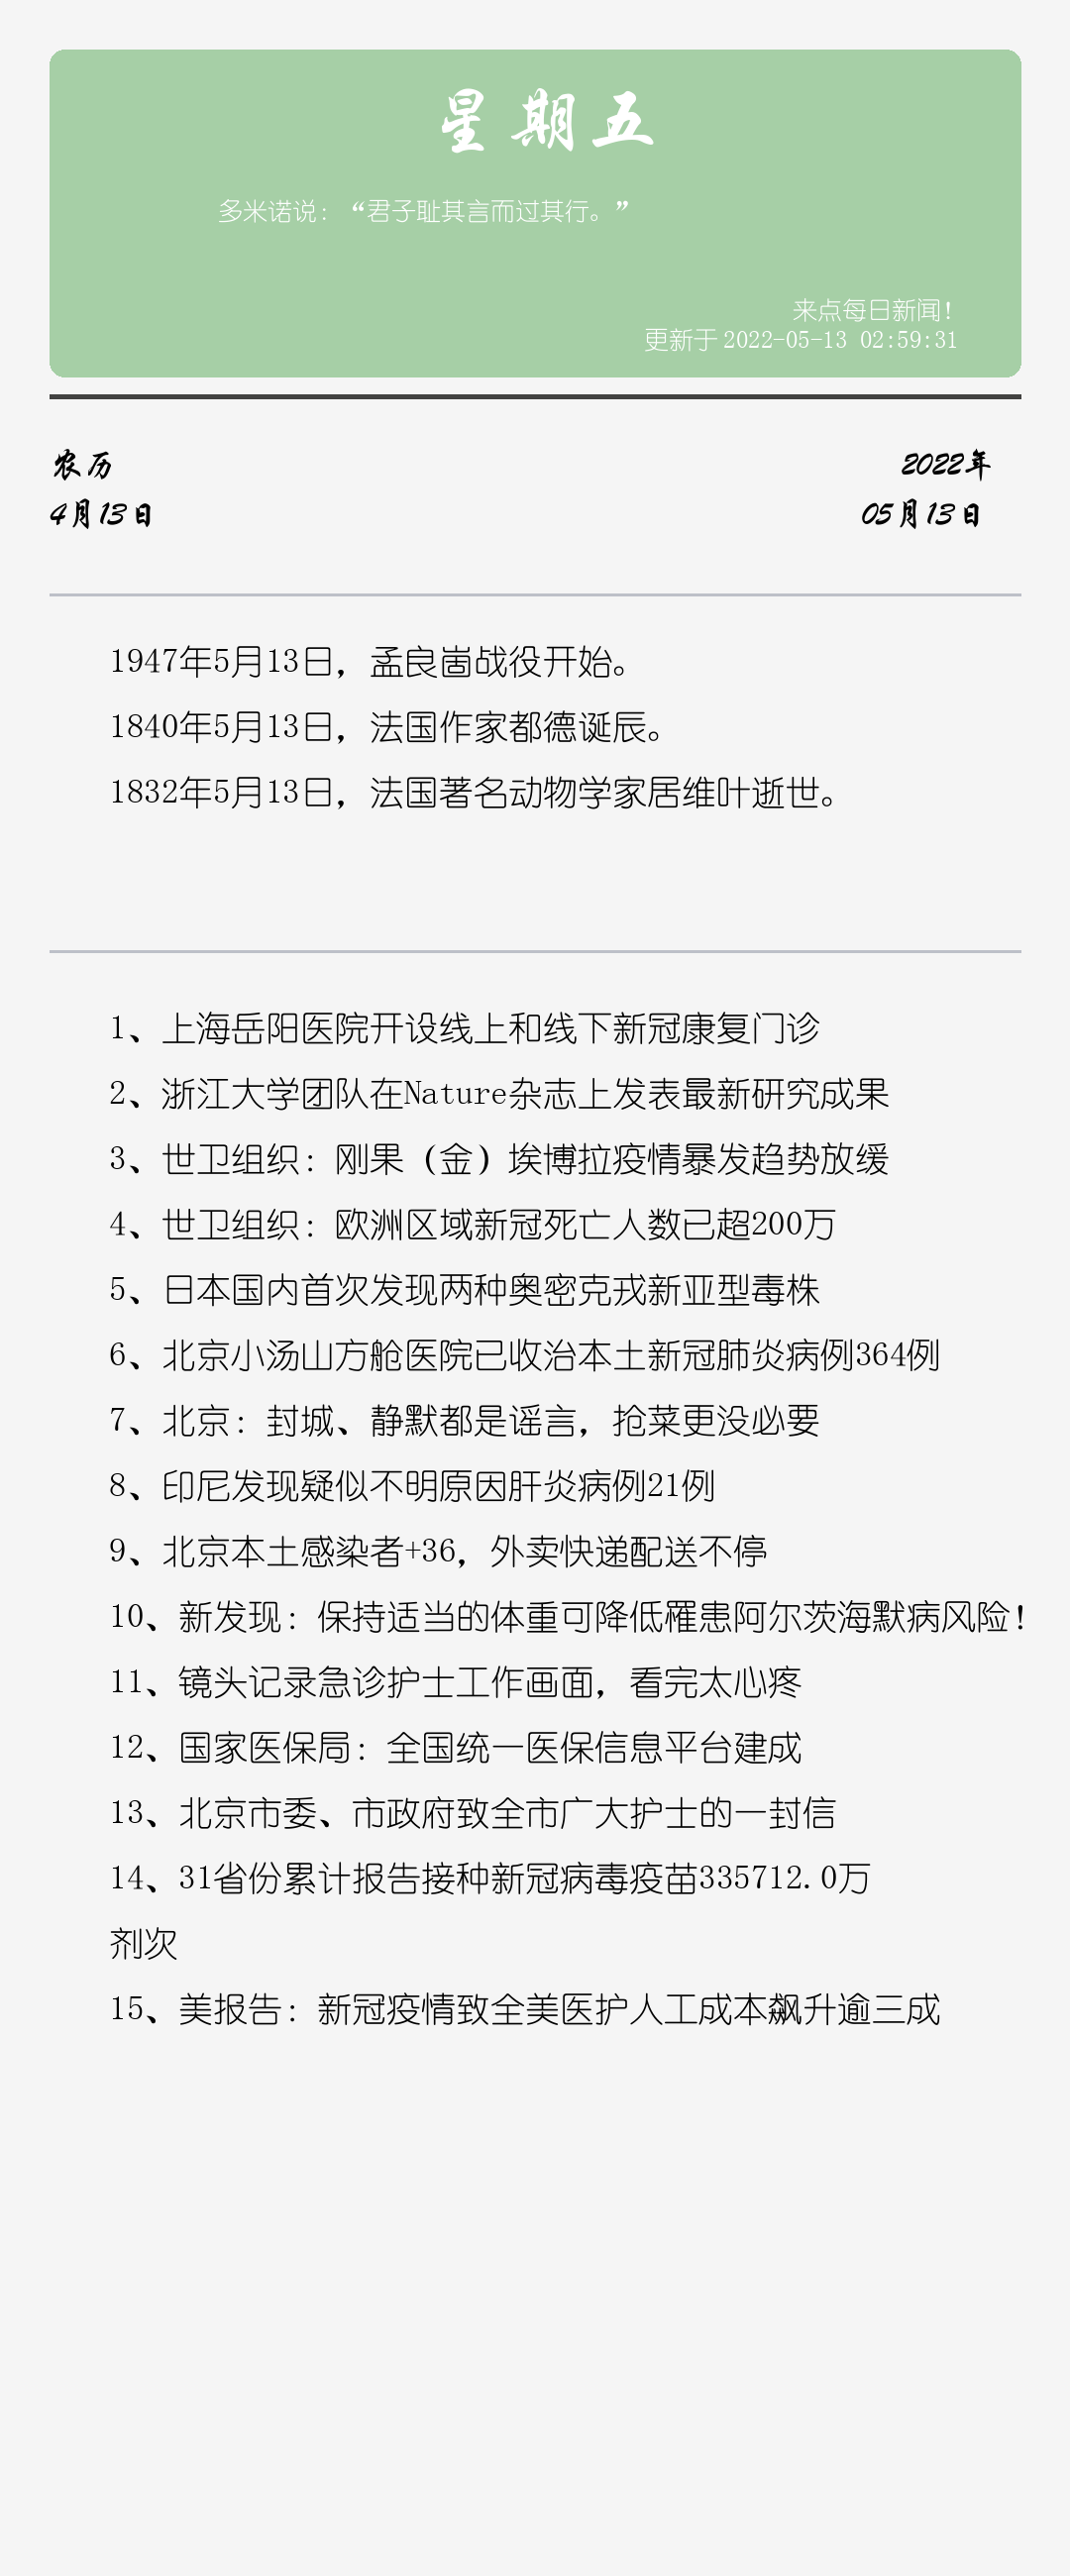 星期五
多米诺说：“君子耻其言而过其行。”
来点每日新闻！
更新于2022-05-13 02:59:31
农历
2022年
4月13日
05月13日
1947年5月13日，孟良崮战役开始。
1840年5月13日，法国作家都德诞辰。
1832年5月13日，法国著名动物学家居维叶逝世。
1、上海岳阳医院开设线上和线下新冠康复门诊
2、浙江大学团队在Nature杂志上发表最新研究成果
3、世卫组织：刚果（金）埃博拉疫情暴发趋势放缓
4、世卫组织：欧洲区域新冠死亡人数已超200万
5、日本国内首次发现两种奥密克戎新亚型毒株
6、北京小汤山方舱医院已收治本土新冠肺炎病例364例
7、北京：封城、静默都是谣言，抢菜更没必要
8、印尼发现疑似不明原因肝炎病例21例
9、北京本土感染者+36，外卖快递配送不停
10、新发现：保持适当的体重可降低罹患阿尔茨海默病风险！
11、镜头记录急诊护士工作画面，看完太心疼
12、国家医保局：全国统一医保信息平台建成
13、北京市委、市政府致全市广大护士的一封信
14、31省份累计报告接种新冠病毒疫苗335712.0万
剂次
15、美报告：新冠疫情致全美医护人工成本飙升逾三成